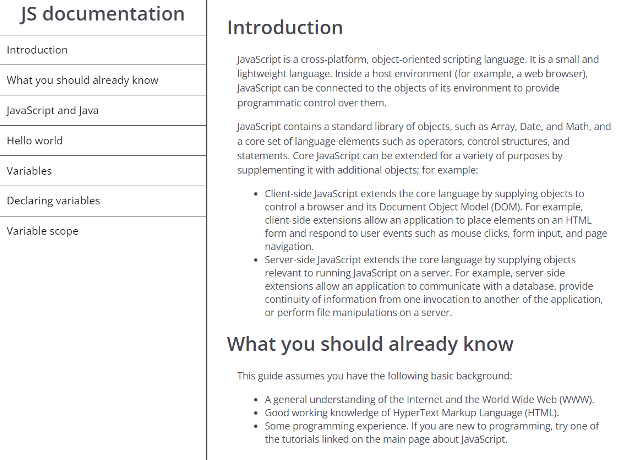 JS documentation
Introduction
What you should already know
JavaScript and Java
Hello world
Variables
Declaring variables
Variable scope
Introduction
JavaScript is a cross-platform, object-oriented scripting language. It is a small and
lightweight language. Inside a host environment (for example, a web browser),
JavaScript can be connected to the objects of its environment to provide
programmatic control over them.
JavaScript contains a standard library of objects, such as Array, Date, and Math, and
a core set of language elements such as operators, control structures, and
statements. Core JavaScript can be extended for a variety of purposes by
supplementing it with additional objects; for example:
• Client-side JavaScript extends the core language by supplying objects to
control a browser and its Document Object Model (DOM). For example,
client-side extensions allow an application to place elements on an HTML
form and respond to user events such as mouse clicks, form input, and page
navigation.
• Server-side JavaScript extends the core language by supplying objects
relevant to running JavaScript on a server. For example, server-side
extensions allow an application to communicate with a database, provide
continuity of information from one invocation to another of the application,
or perform file manipulations on a server.
What you should already know
This guide assumes you have the following basic background:
• A general understanding of the Internet and the World Wide Web (WWW).
• Good working knowledge of HyperText Markup Language (HTML).
• Some programming experience. If you are new to programming, try one of
the tutorials linked on the main page about JavaScript.